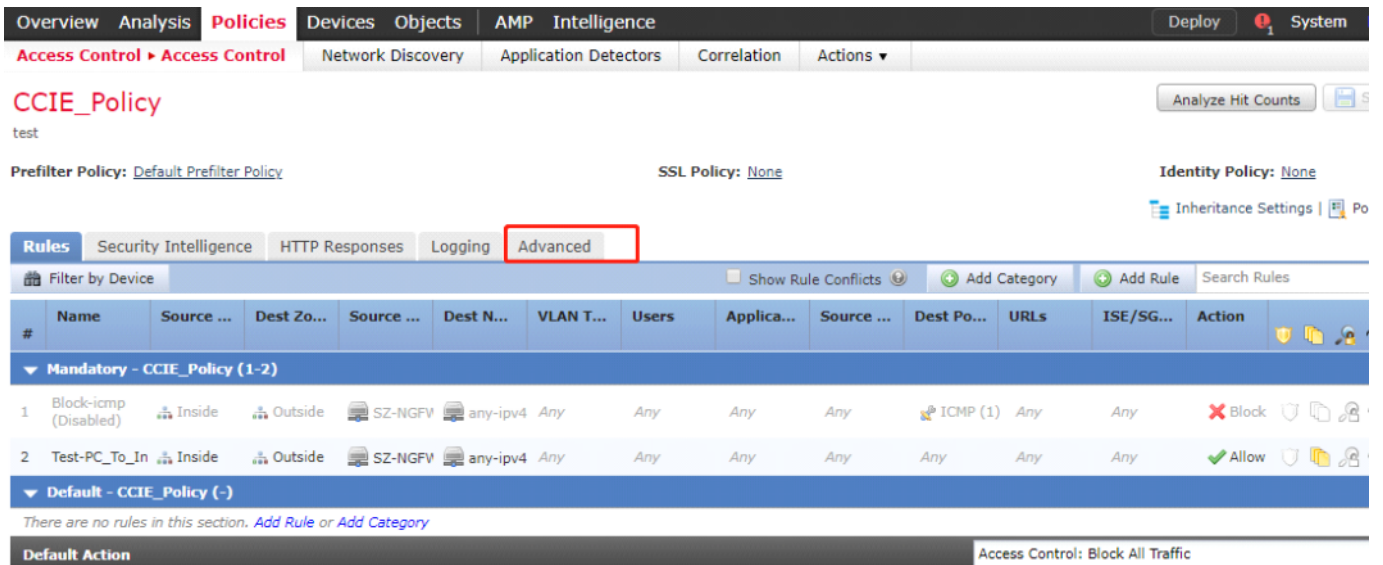 Overview Analysis Policies Devices Objects AMP Intelligence Deploy 1 System
Access Control ▸ Access Control Network Discovery Application Detectors Correlation Actions ▾
CCIE_Policy
Analyze Hit Counts
test
Prefilter Policy: Default Prefilter Policy SSL Policy: None Identity Policy: None
Inheritance Settings | Po
Rules Security Intelligence HTTP Responses Logging Advanced
Filter by Device Show Rule Conflicts Add Category Add Rule Search Rules
# Name Source ... Dest Zo... Source ... Dest N... VLAN T... Users Applica... Source ... Dest Po... URLs ISE/SG... Action
Mandatory - CCIE_Policy (1-2)
1 Block-icmp (Disabled) Inside Outside SZ-NGFW any-ipv4 Any Any Any Any ICMP (1) Any Any Block
2 Test-PC_To_In Inside Outside SZ-NGFW any-ipv4 Any Any Any Any Any Any Any Allow
Default - CCIE_Policy (-)
There are no rules in this section. Add Rule or Add Category
Default Action Access Control: Block All Traffic